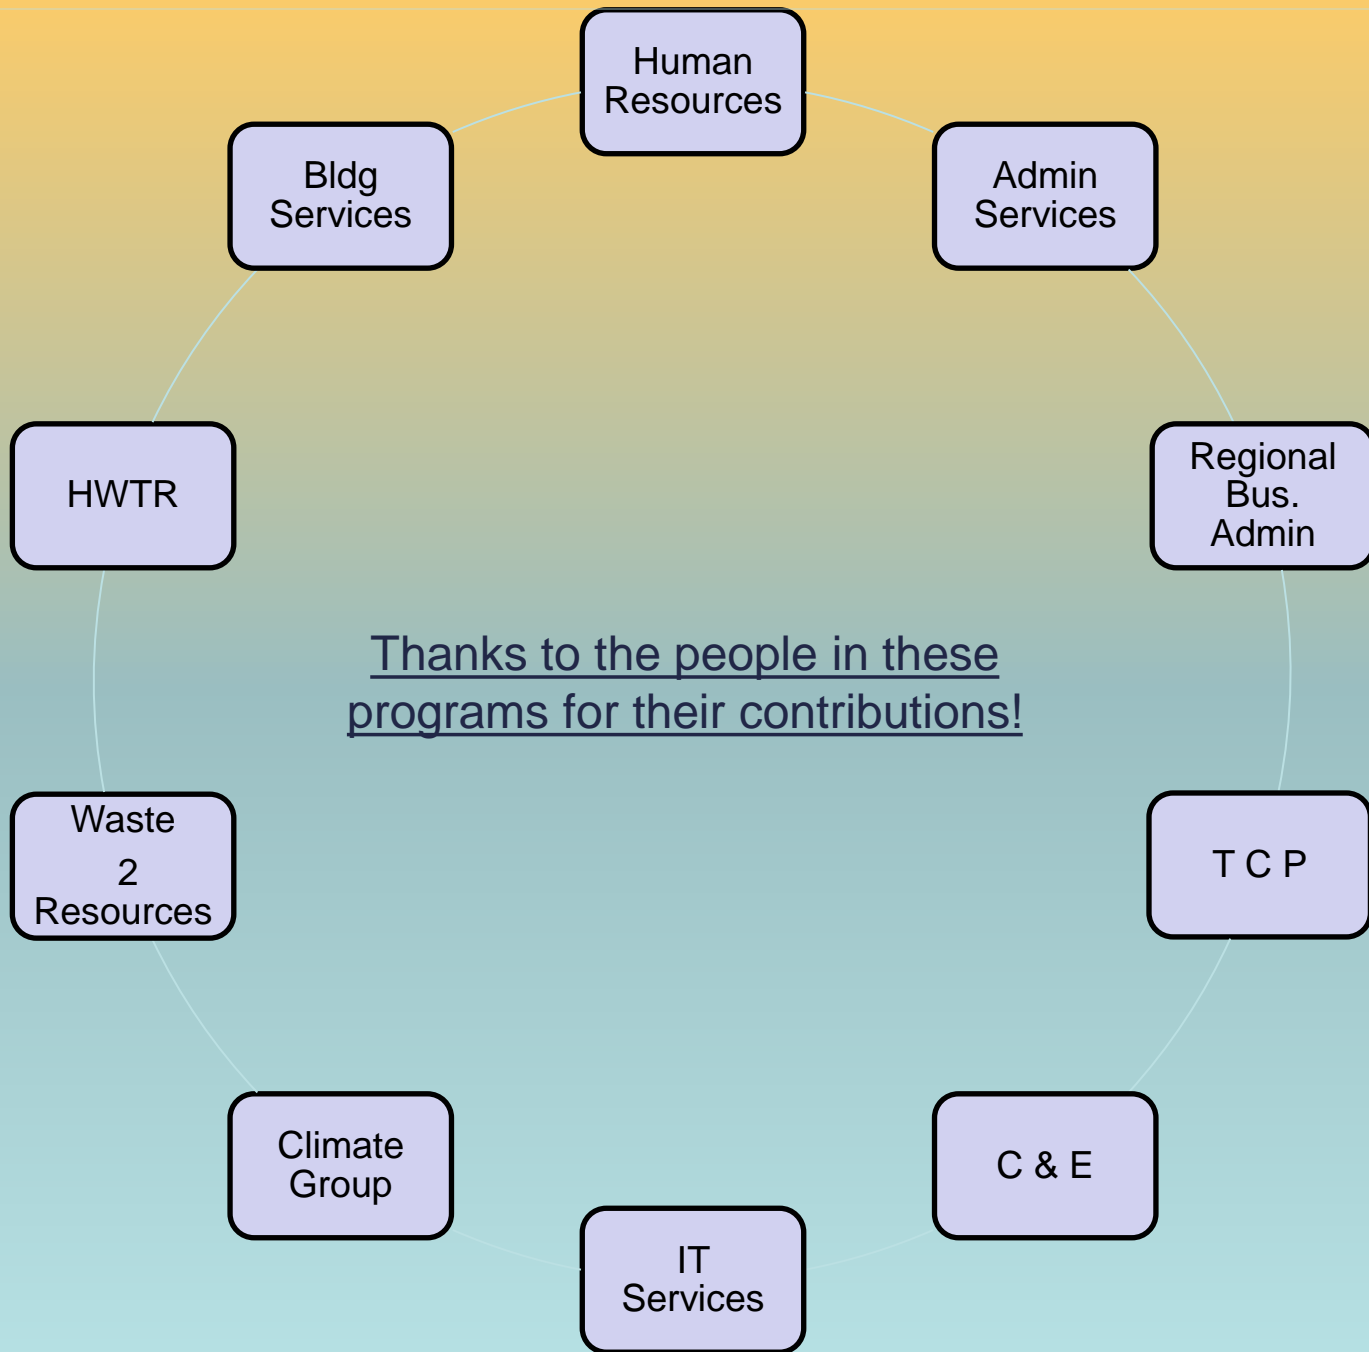 Human
Resources
Admin
Services
Regional
Bus.
Admin
T C P
C & E
IT
Services
Climate
Group
Waste
2
Resources
HWTR
Bldg
Services
Thanks to the people in these
programs for their contributions!